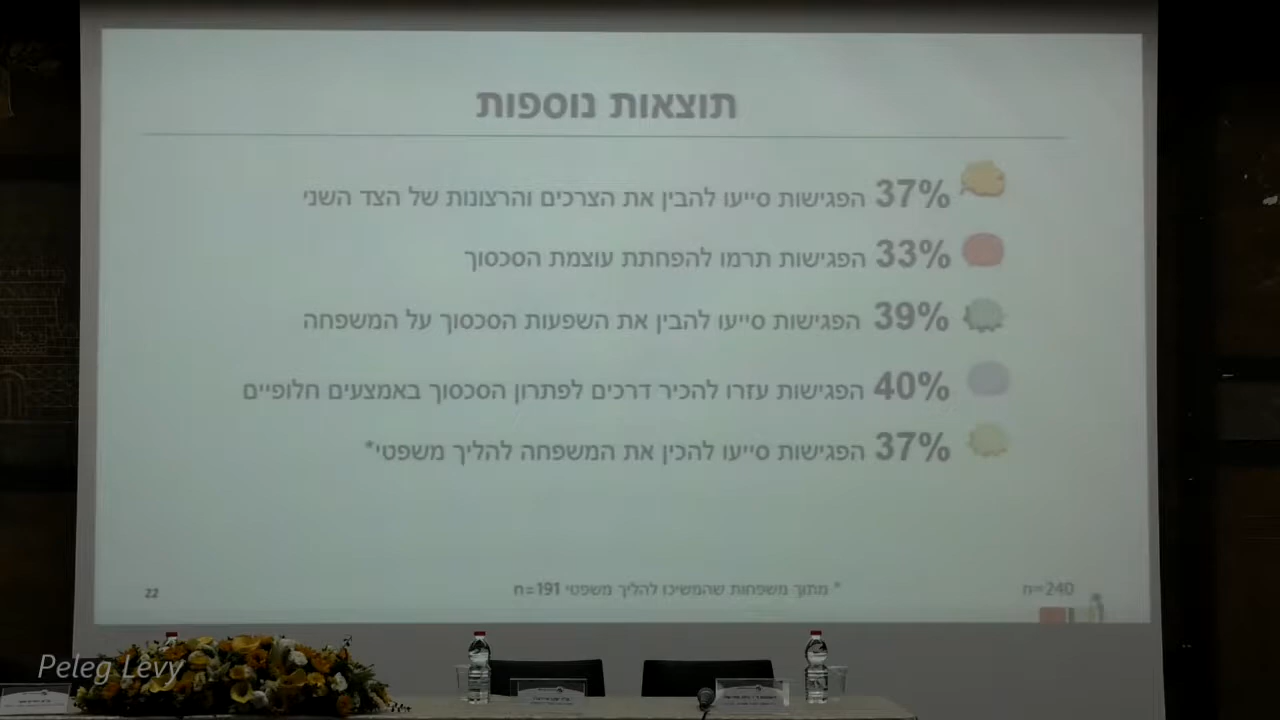 תוצאות נוספות
37% הפגישות סייעו להבין את הצרכים והרצונות של הצד השני
33% הפגישות תרמו להפחתת עוצמת הסכסוך
39% הפגישות סייעו להבין את השפעות הסכסוך על המשפחה
40% הפגישות עזרו להכיר דרכים לפתרון הסכסוך באמצעים חלופיים
37% הפגישות סייעו להכין את המשפחה להליך משפטי*
n=240
* מתוך משפחות שהמשיכו להליך משפטי n=191
22
Peleg Levy